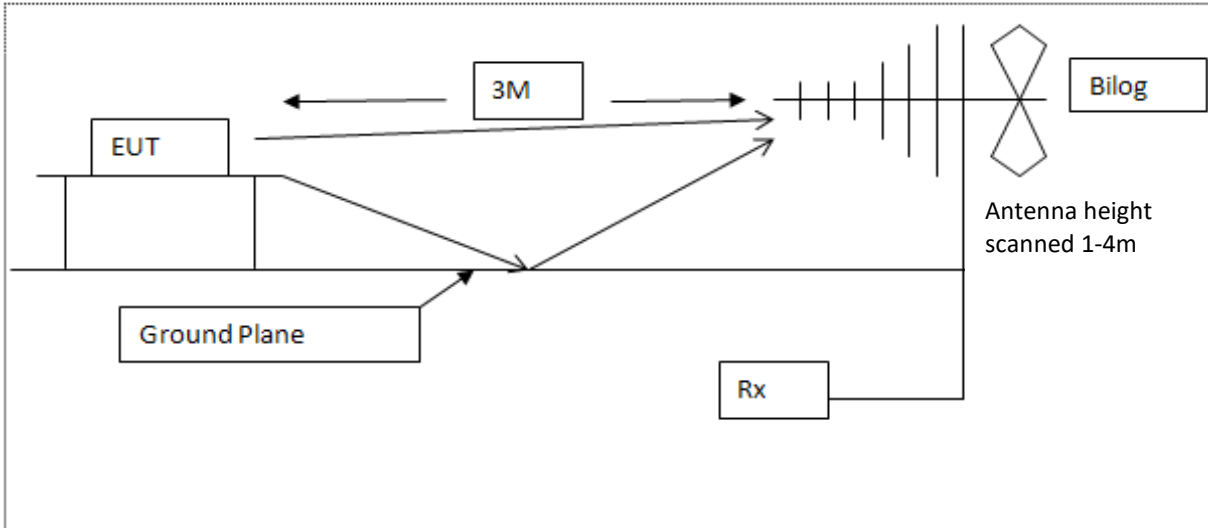 3M
Bilog
EUT
Antenna height
scanned 1-4m
Ground Plane
Rx